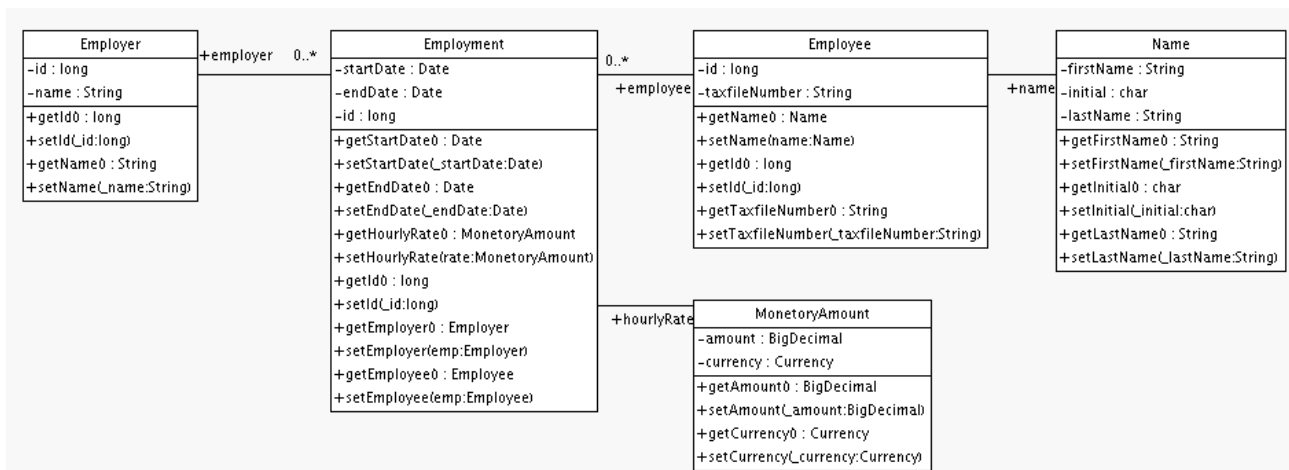 Employer
-id : long
-name : String
+getId() : long
+setId(_id:long)
+getName() : String
+setName(_name:String)
+employer
0..*
Employment
-startDate : Date
-endDate : Date
-id : long
+getStartDate() : Date
+setStartDate(_startDate:Date)
+getEndDate() : Date
+setEndDate(_endDate:Date)
+getHourlyRate() : MonetoryAmount
+setHourlyRate(rate:MonetoryAmount)
+getId() : long
+setId(_id:long)
+getEmployer() : Employer
+setEmployer(emp:Employer)
+getEmployee() : Employee
+setEmployee(emp:Employee)
0..*
+employee
Employee
-id : long
-taxfileNumber : String
+getName() : Name
+setName(name:Name)
+getId() : long
+setId(_id:long)
+getTaxfileNumber() : String
+setTaxfileNumber(_taxfileNumber:String)
+name
Name
-firstName : String
-initial : char
-lastName : String
+getFirstName() : String
+setFirstName(_firstName:String)
+getInitial() : char
+setInitial(_initial:char)
+getLastName() : String
+setLastName(_lastName:String)
+hourlyRate
MonetoryAmount
-amount : BigDecimal
-currency : Currency
+getAmount() : BigDecimal
+setAmount(_amount:BigDecimal)
+getCurrency() : Currency
+setCurrency(_currency:Currency)